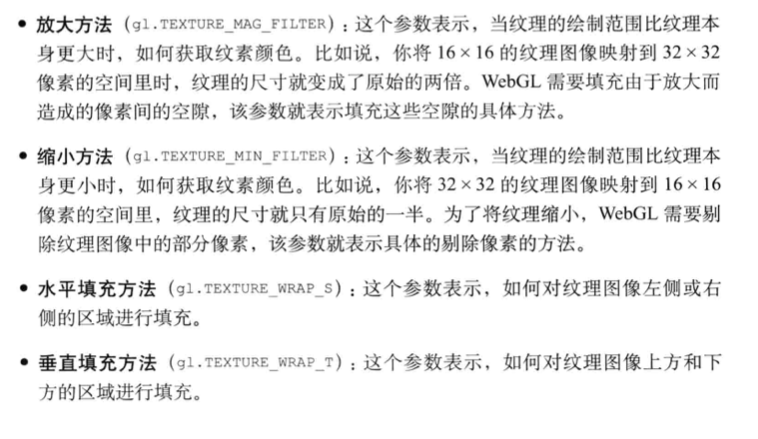 • 放大方法（gl.TEXTURE_MAG_FILTER）：这个参数表示，当纹理的绘制范围比纹理本
身更大时，如何获取纹素颜色。比如说，你将 16×16 的纹理图像映射到 32×32
像素的空间里时，纹理的尺寸就变成了原始的两倍。WebGL 需要填充由于放大而
造成的像素间的空隙，该参数就表示填充这些空隙的具体方法。
• 缩小方法（gl.TEXTURE_MIN_FILTER）：这个参数表示，当纹理的绘制范围比纹理本
身更小时，如何获取纹素颜色。比如说，你将 32×32 的纹理图像映射到 16×16
像素的空间里，纹理的尺寸就只有原始的一半。为了将纹理缩小，WebGL 需要剔
除纹理图像中的部分像素，该参数就表示具体的剔除像素的方法。
• 水平填充方法（gl.TEXTURE_WRAP_S）：这个参数表示，如何对纹理图像左侧或右
侧的区域进行填充。
• 垂直填充方法（gl.TEXTURE_WRAP_T）：这个参数表示，如何对纹理图像上方和下
方的区域进行填充。